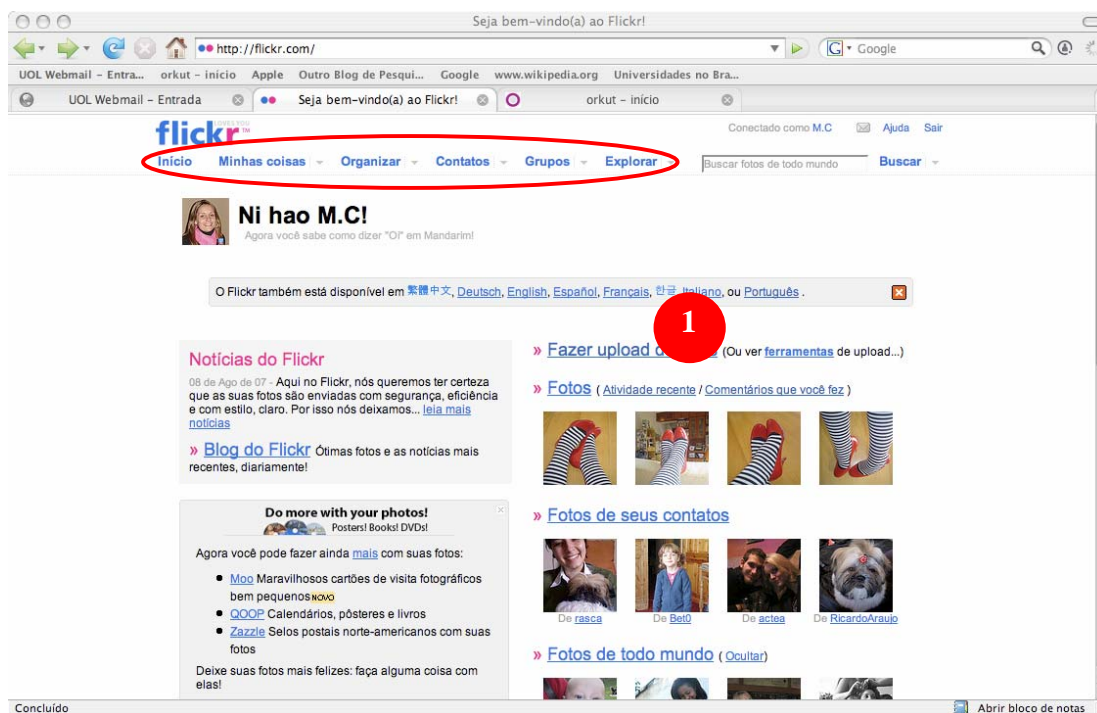 Seja bem-vindo(a) ao Flickr!
http://flickr.com/
G Google
UOL Webmail – Entra... orkut – início Apple Outro Blog de Pesqui... Google www.wikipedia.org Universidades no Bra...
UOL Webmail – Entrada Seja bem-vindo(a) ao Flickr! orkut – início
LOVES YOU
flickr™
Conectado como M.C Ajuda Sair
Início Minhas coisas Organizar Contatos Grupos Explorar Buscar fotos de todo mundo Buscar
Ni hao M.C!
Agora você sabe como dizer "Oi" em Mandarim!
O Flickr também está disponível em 繁體中文, Deutsch, English, Español, Français, 한글, Italiano, ou Português .
1
Notícias do Flickr
08 de Ago de 07 - Aqui no Flickr, nós queremos ter certeza
que as suas fotos são enviadas com segurança, eficiência
e com estilo, claro. Por isso nós deixamos... leia mais
notícias
» Blog do Flickr Ótimas fotos e as notícias mais
recentes, diariamente!
Do more with your photos!
Posters! Books! DVDs!
Agora você pode fazer ainda mais com suas fotos:
• Moo Maravilhosos cartões de visita fotográficos
bem pequenos NOVO
• QOOP Calendários, pôsteres e livros
• Zazzle Selos postais norte-americanos com suas
fotos
Deixe suas fotos mais felizes: faça alguma coisa com
elas!
» Fazer upload (Ou ver ferramentas de upload...)
» Fotos ( Atividade recente / Comentários que você fez )
» Fotos de seus contatos
De rasca De Bet0 De actea De RicardoAraujo
» Fotos de todo mundo ( Ocultar)
Concluído Abrir bloco de notas